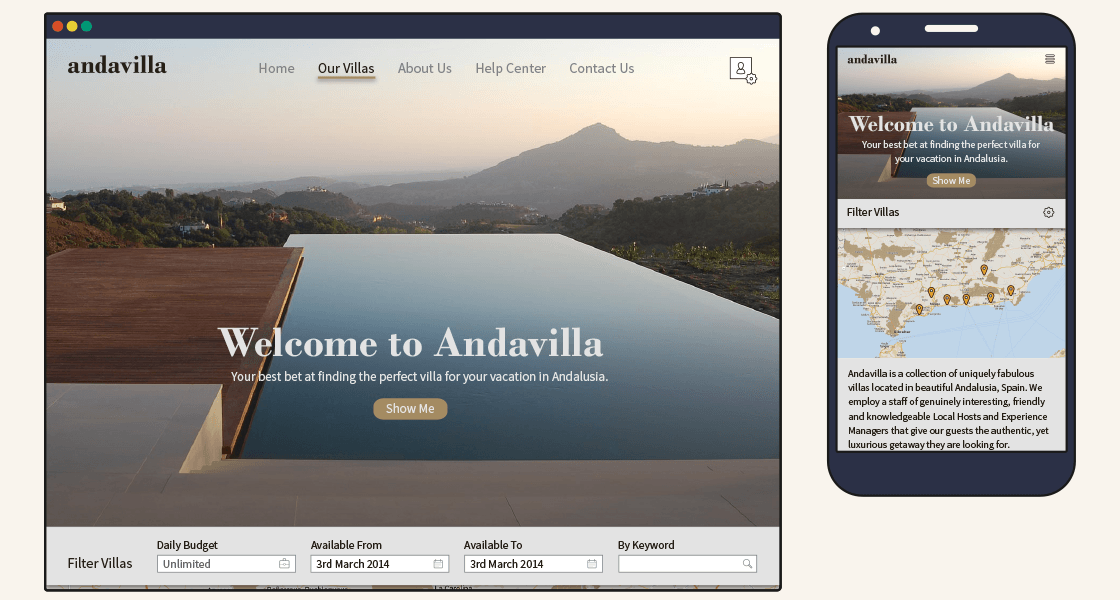 andavilla
Home Our Villas About Us Help Center Contact Us
Welcome to Andavilla
Your best bet at finding the perfect villa for your vacation in Andalusia.
Show Me
Filter Villas
Daily Budget
Unlimited
Available From
3rd March 2014
Available To
3rd March 2014
By Keyword
andavilla
Welcome to Andavilla
Your best bet at finding the perfect villa for
your vacation in Andalusia.
Show Me
Filter Villas
Andavilla is a collection of uniquely fabulous
villas located in beautiful Andalusia, Spain. We
employ a staff of genuinely interesting, friendly
and knowledgeable Local Hosts and Experience
Managers that give our guests the authentic, yet
luxurious getaway they are looking for.